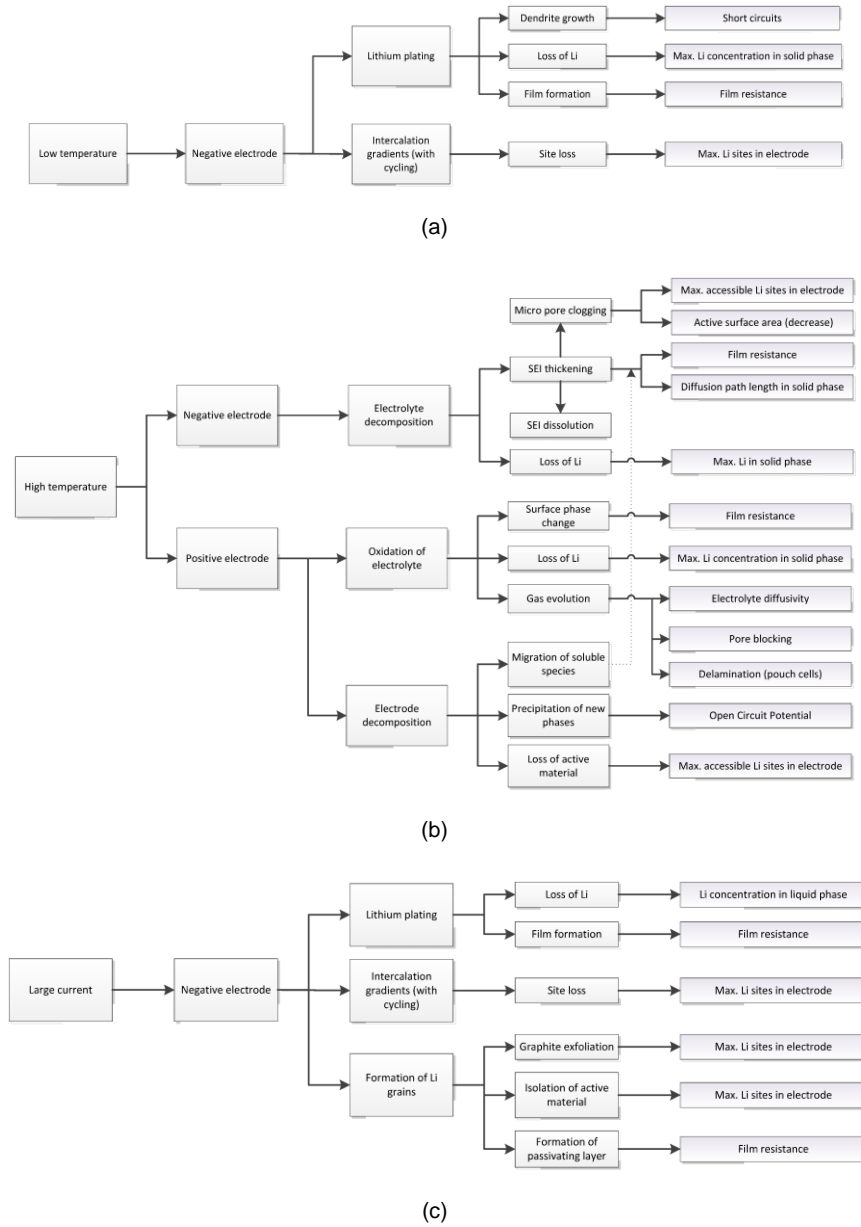 Dendrite growth
Short circuits
Lithium plating
Loss of Li
Max. Li concentration in solid phase
Film formation
Film resistance
Low temperature
Negative electrode
Intercalation
gradients (with
cycling)
Site loss
Max. Li sites in electrode
(a)
Max. accessible Li sites in electrode
Micro pore clogging
Active surface area (decrease)
Film resistance
SEI thickening
Diffusion path length in solid phase
Negative electrode
Electrolyte
decomposition
SEI dissolution
Loss of Li
Max. Li in solid phase
High temperature
Surface phase
change
Film resistance
Positive electrode
Oxidation of
electrolyte
Loss of Li
Max. Li concentration in solid phase
Gas evolution
Electrolyte diffusivity
Pore blocking
Migration of soluble
species
Delamination (pouch cells)
Electrode
decomposition
Precipitation of new
phases
Open Circuit Potential
Loss of active
material
Max. accessible Li sites in electrode
(b)
Loss of Li
Li concentration in liquid phase
Lithium plating
Film formation
Film resistance
Large current
Negative electrode
Intercalation
gradients (with
cycling)
Site loss
Max. Li sites in electrode
Graphite exfoliation
Max. Li sites in electrode
Formation of Li
grains
Isolation of active
material
Max. Li sites in electrode
Formation of
passivating layer
Film resistance
(c)